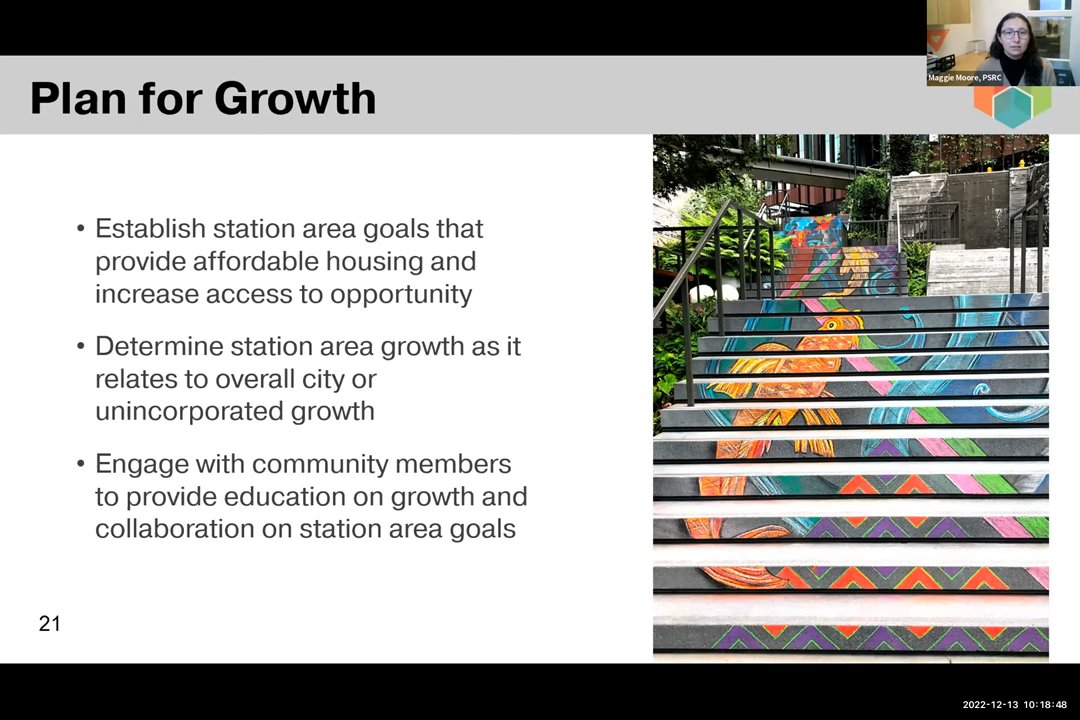 Maggie Moore, PSRC
Plan for Growth
• Establish station area goals that
provide affordable housing and
increase access to opportunity
• Determine station area growth as it
relates to overall city or
unincorporated growth
• Engage with community members
to provide education on growth and
collaboration on station area goals
21
2022-12-13 10:18:48